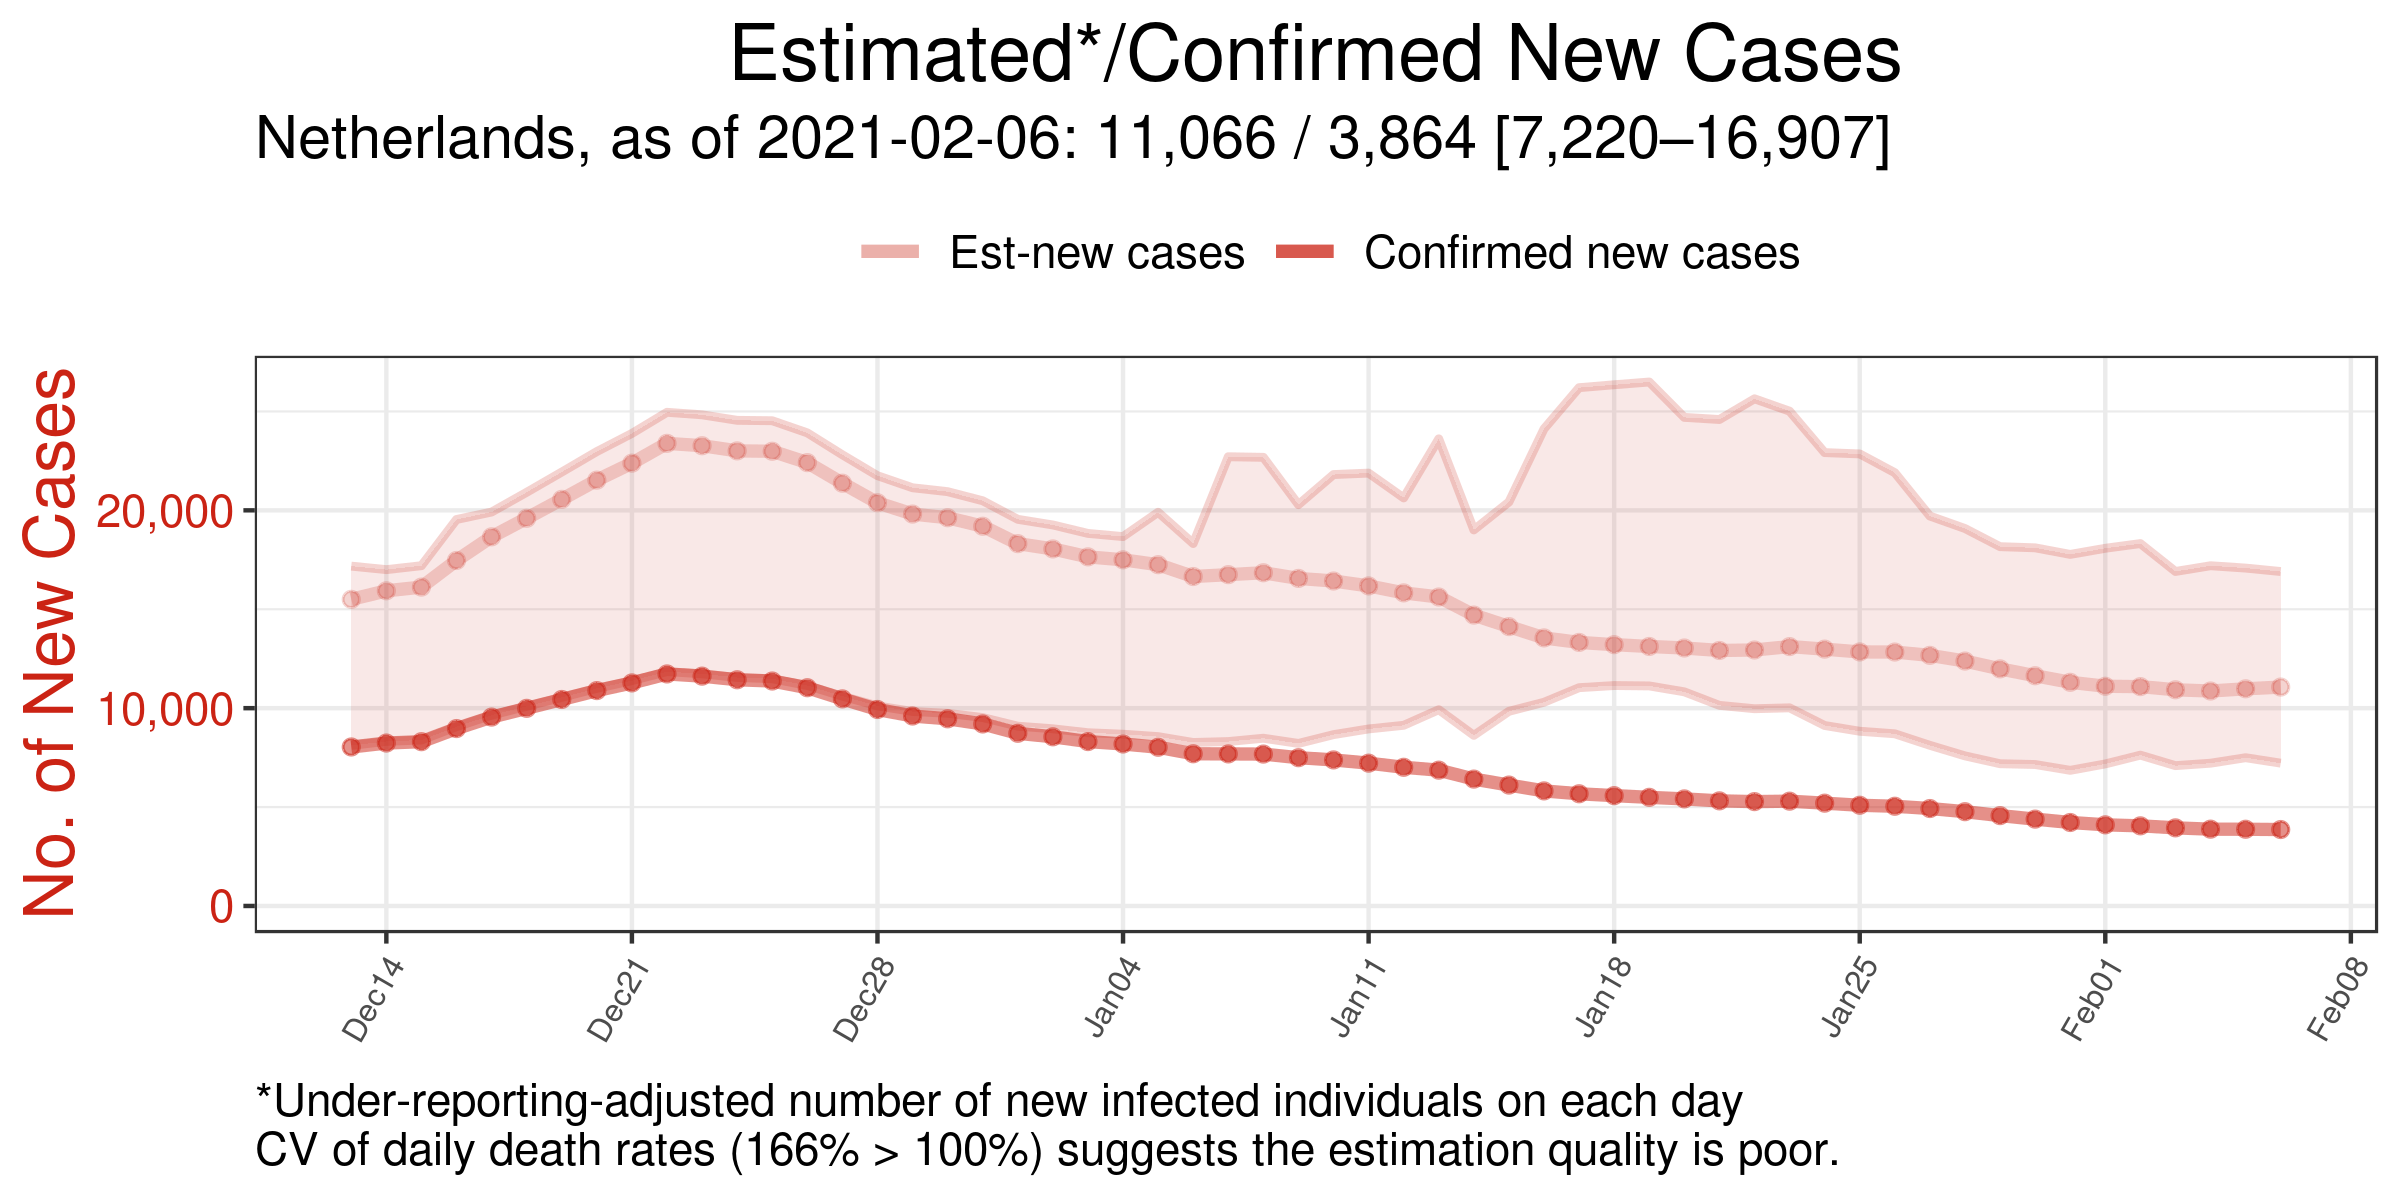 Estimated*/Confirmed New Cases
Netherlands, as of 2021-02-06: 11,066 / 3,864 [7,220–16,907]
Est-new cases
Confirmed new cases
No. of New Cases
20,000
10,000
0
Dec14
Dec21
Dec28
Jan04
Jan11
Jan18
Jan25
Feb01
Feb08
*Under-reporting-adjusted number of new infected individuals on each day
CV of daily death rates (166% > 100%) suggests the estimation quality is poor.